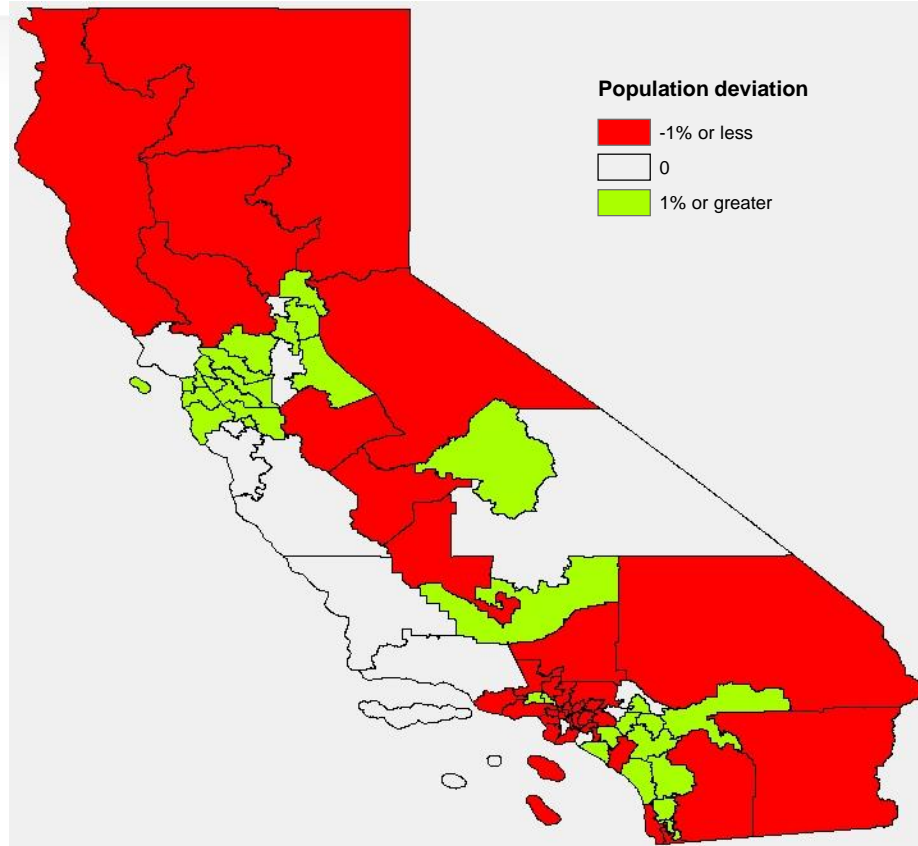 Population deviation
-1% or less
0
1% or greater